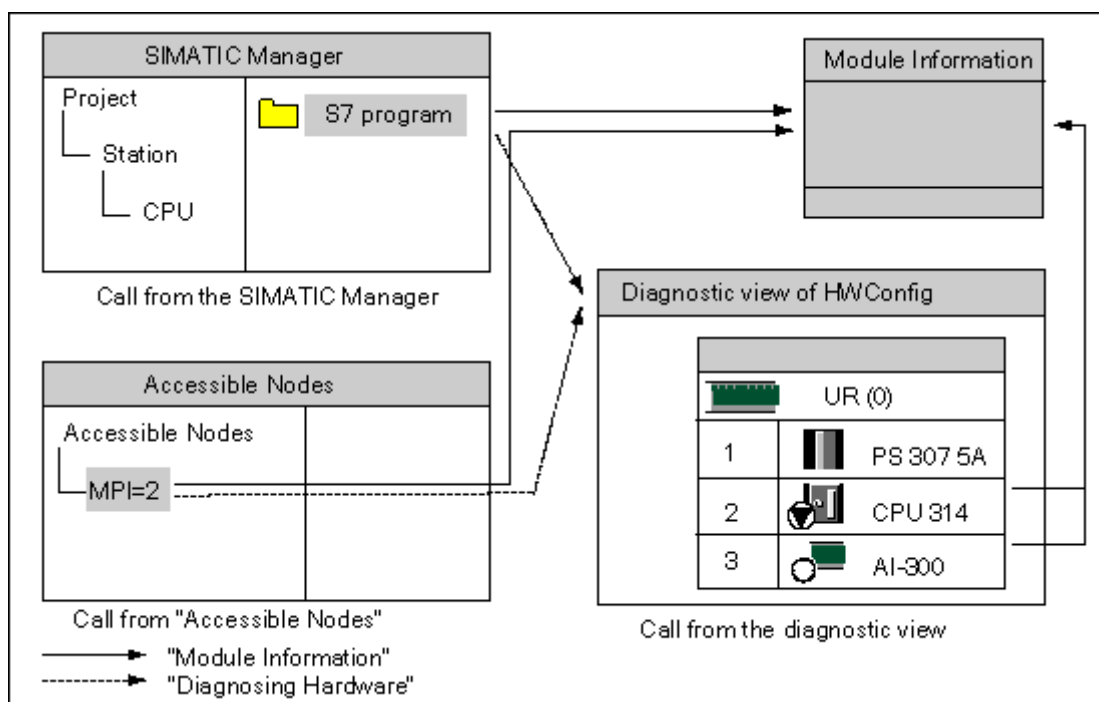 SIMATIC Manager
Project
Station
CPU
S7 program
Call from the SIMATIC Manager
Module Information
Accessible Nodes
Accessible Nodes
MPI=2
Call from "Accessible Nodes"
Diagnostic view of HWConfig
UR (0)
1 PS 307 5A
2 CPU 314
3 AI-300
Call from the diagnostic view
"Module Information"
"Diagnosing Hardware"